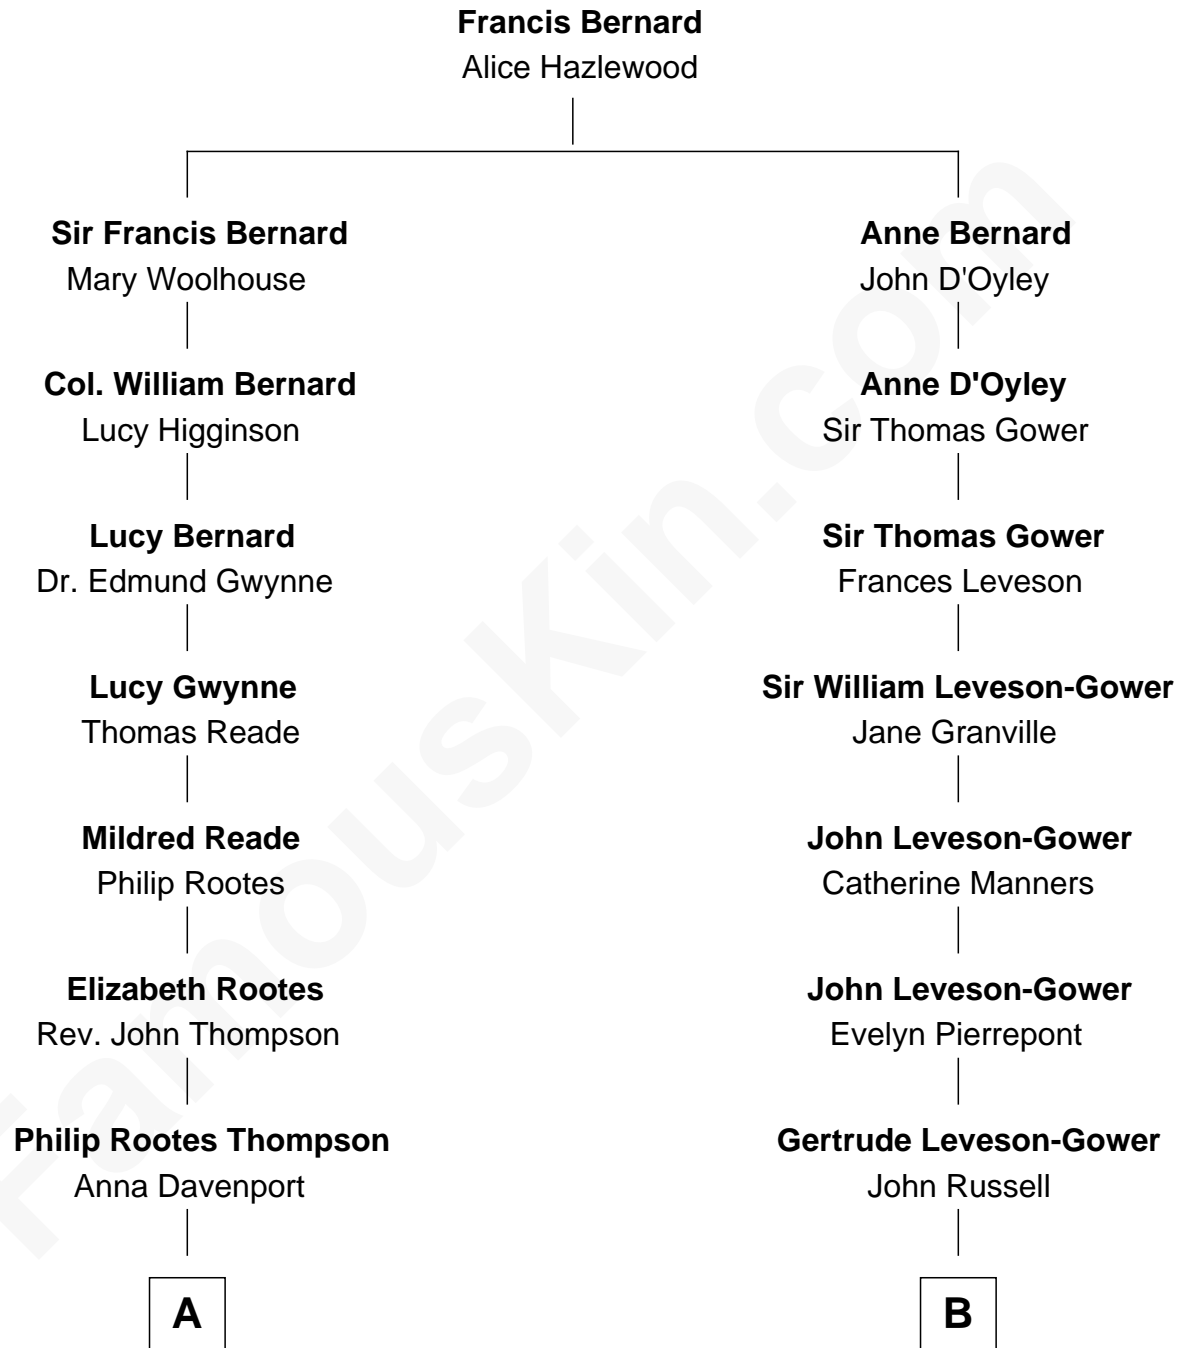 Francis Bernard
Alice Hazlewood
Sir Francis Bernard
Mary Woolhouse
Anne Bernard
John D'Oyley
Col. William Bernard
Lucy Higginson
Anne D'Oyley
Sir Thomas Gower
Lucy Bernard
Dr. Edmund Gwynne
Sir Thomas Gower
Frances Leveson
Lucy Gwynne
Thomas Reade
Sir William Leveson-Gower
Jane Granville
Mildred Reade
Philip Rootes
John Leveson-Gower
Catherine Manners
Elizabeth Rootes
Rev. John Thompson
John Leveson-Gower
Evelyn Pierrepont
Philip Rootes Thompson
Anna Davenport
Gertrude Leveson-Gower
John Russell
A
B
FamousKin.com